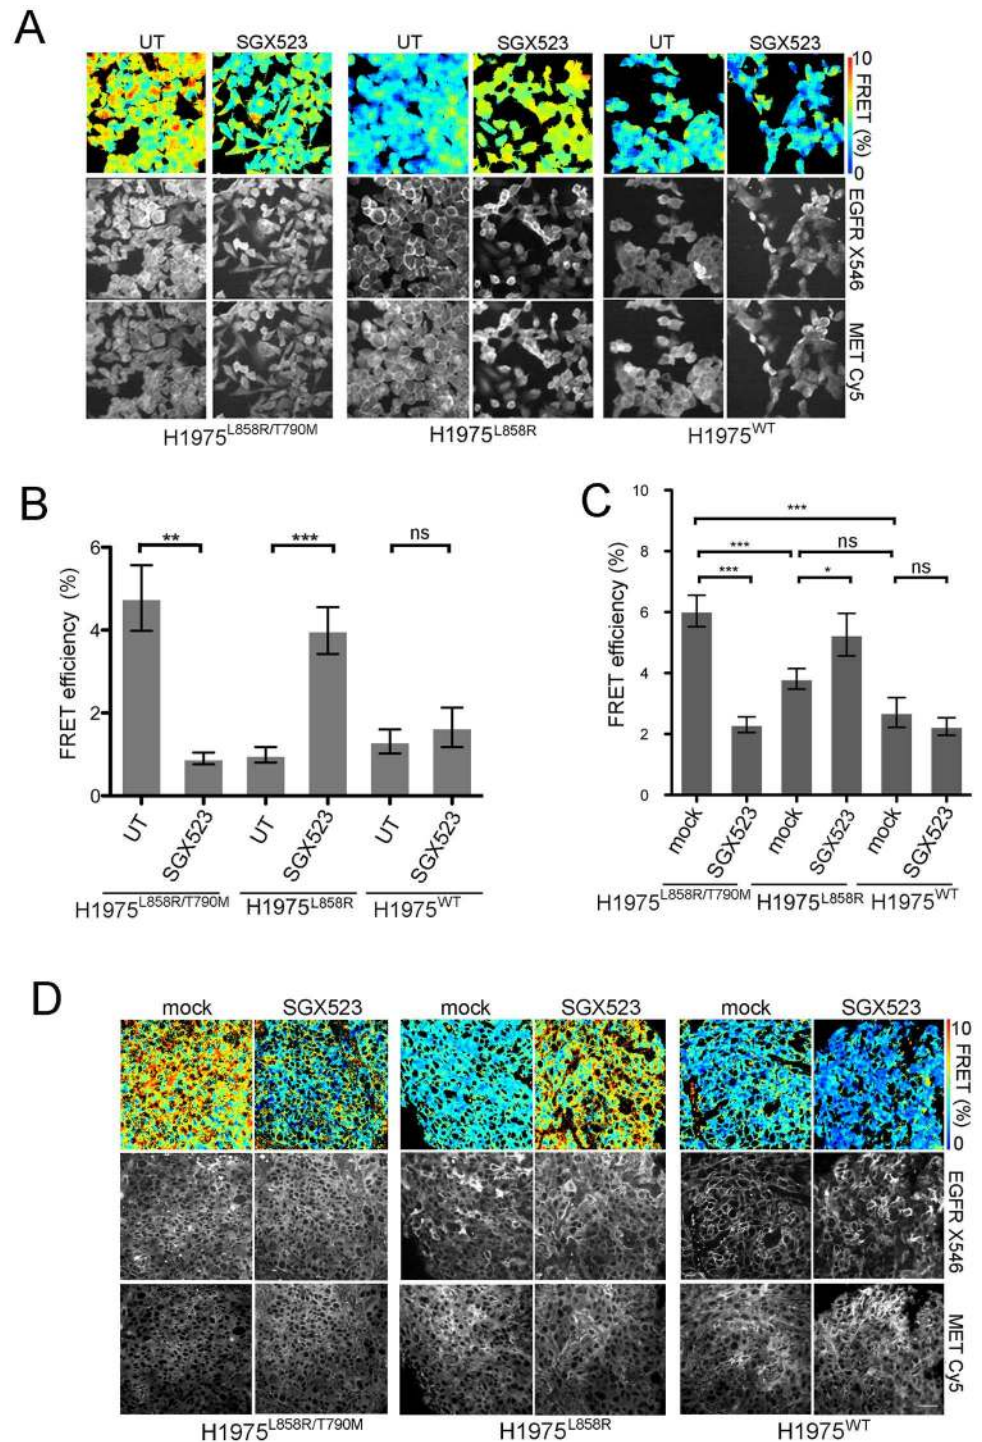 A
UT SGX523 UT SGX523 UT SGX523
10
FRET (%)
0
EGFR X546
MET Cy5
H1975L858R/T790M H1975L858R H1975WT
B
FRET efficiency (%)
6
4
2
0
** *** ns
UT SGX523 UT SGX523 UT SGX523
H1975L858R/T790M H1975L858R H1975WT
C
FRET efficiency (%)
10
8
6
4
2
0
***
*** ns
*** * ns
mock SGX523 mock SGX523 mock SGX523
H1975L858R/T790M H1975L858R H1975WT
D
mock SGX523 mock SGX523 mock SGX523
10
FRET (%)
0
EGFR X546
MET Cy5
H1975L858R/T790M H1975L858R H1975WT